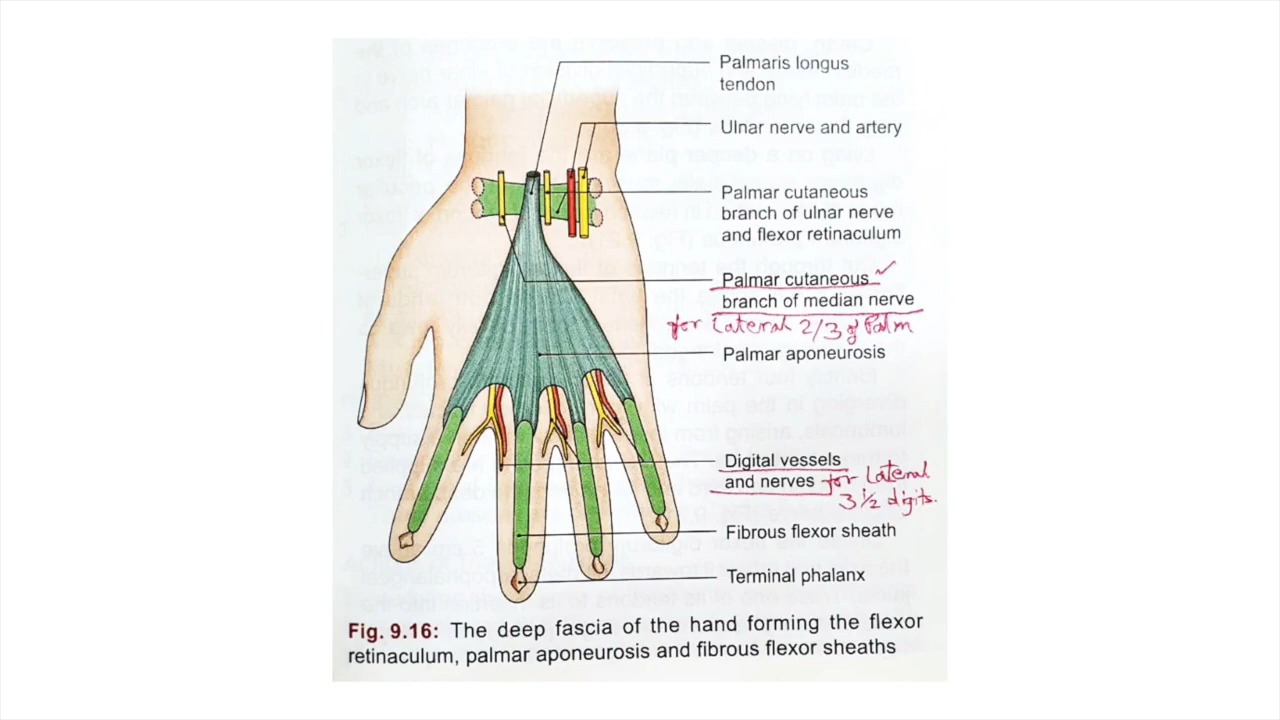 Palmaris longus
tendon
Ulnar nerve and artery
Palmar cutaneous
branch of ulnar nerve
and flexor retinaculum
Palmar cutaneous ✓
branch of median nerve
for Lateral 2/3 of Palm
Palmar aponeurosis
Digital vessels
and nerves for Lateral
3 1/2 digits.
Fibrous flexor sheath
Terminal phalanx
Fig. 9.16: The deep fascia of the hand forming the flexor
retinaculum, palmar aponeurosis and fibrous flexor sheaths